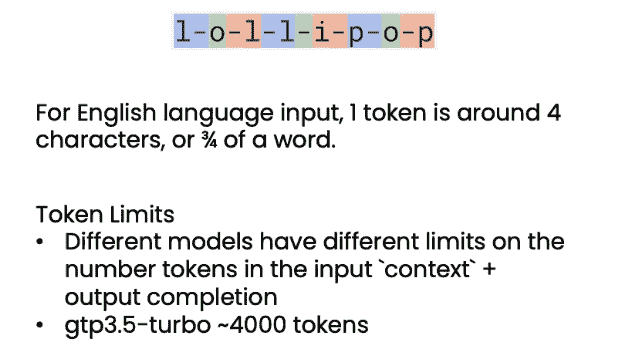 l-o-l-l-i-p-o-p
For English language input, 1 token is around 4
characters, or ¾ of a word.
Token Limits
• Different models have different limits on the
number tokens in the input `context` +
output completion
• gtp3.5-turbo ~4000 tokens